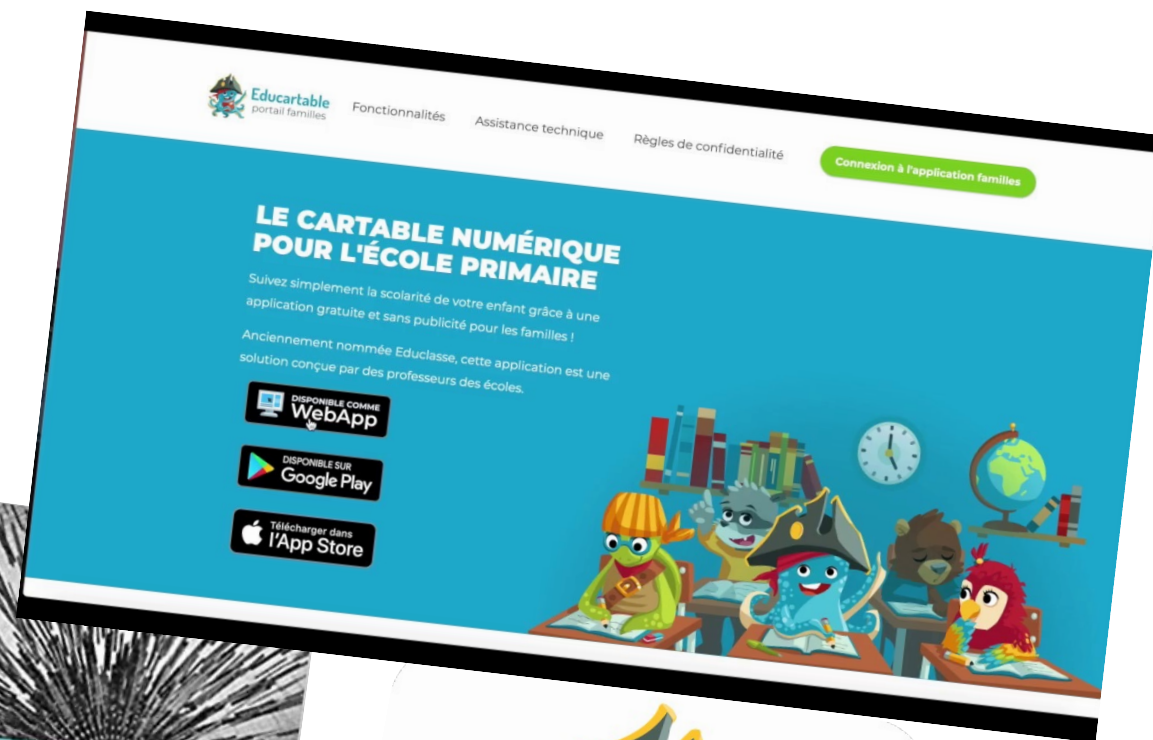 Educartable
portail familles
Fonctionnalités
Assistance technique
Règles de confidentialité
Connexion à l'application familles
LE CARTABLE NUMÉRIQUE
POUR L'ÉCOLE PRIMAIRE
Suivez simplement la scolarité de votre enfant grâce à une
application gratuite et sans publicité pour les familles !
Anciennement nommée Educlasse, cette application est une
solution conçue par des professeurs des écoles.
DISPONIBLE COMME
WebApp
DISPONIBLE SUR
Google Play
Télécharger dans
l'App Store